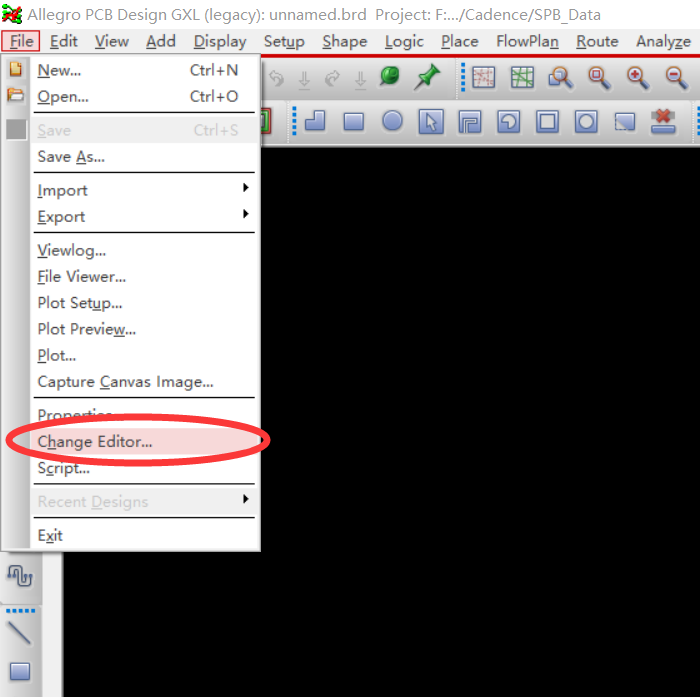 Allegro PCB Design GXL (legacy): unnamed.brd Project: F:.../Cadence/SPB_Data
File Edit View Add Display Setup Shape Logic Place FlowPlan Route Analyze
New... Ctrl+N
Open... Ctrl+O
Save Ctrl+S
Save As...
Import
Export
Viewlog...
File Viewer...
Plot Setup...
Plot Preview...
Plot...
Capture Canvas Image...
Properties...
Change Editor...
Script...
Recent Designs
Exit